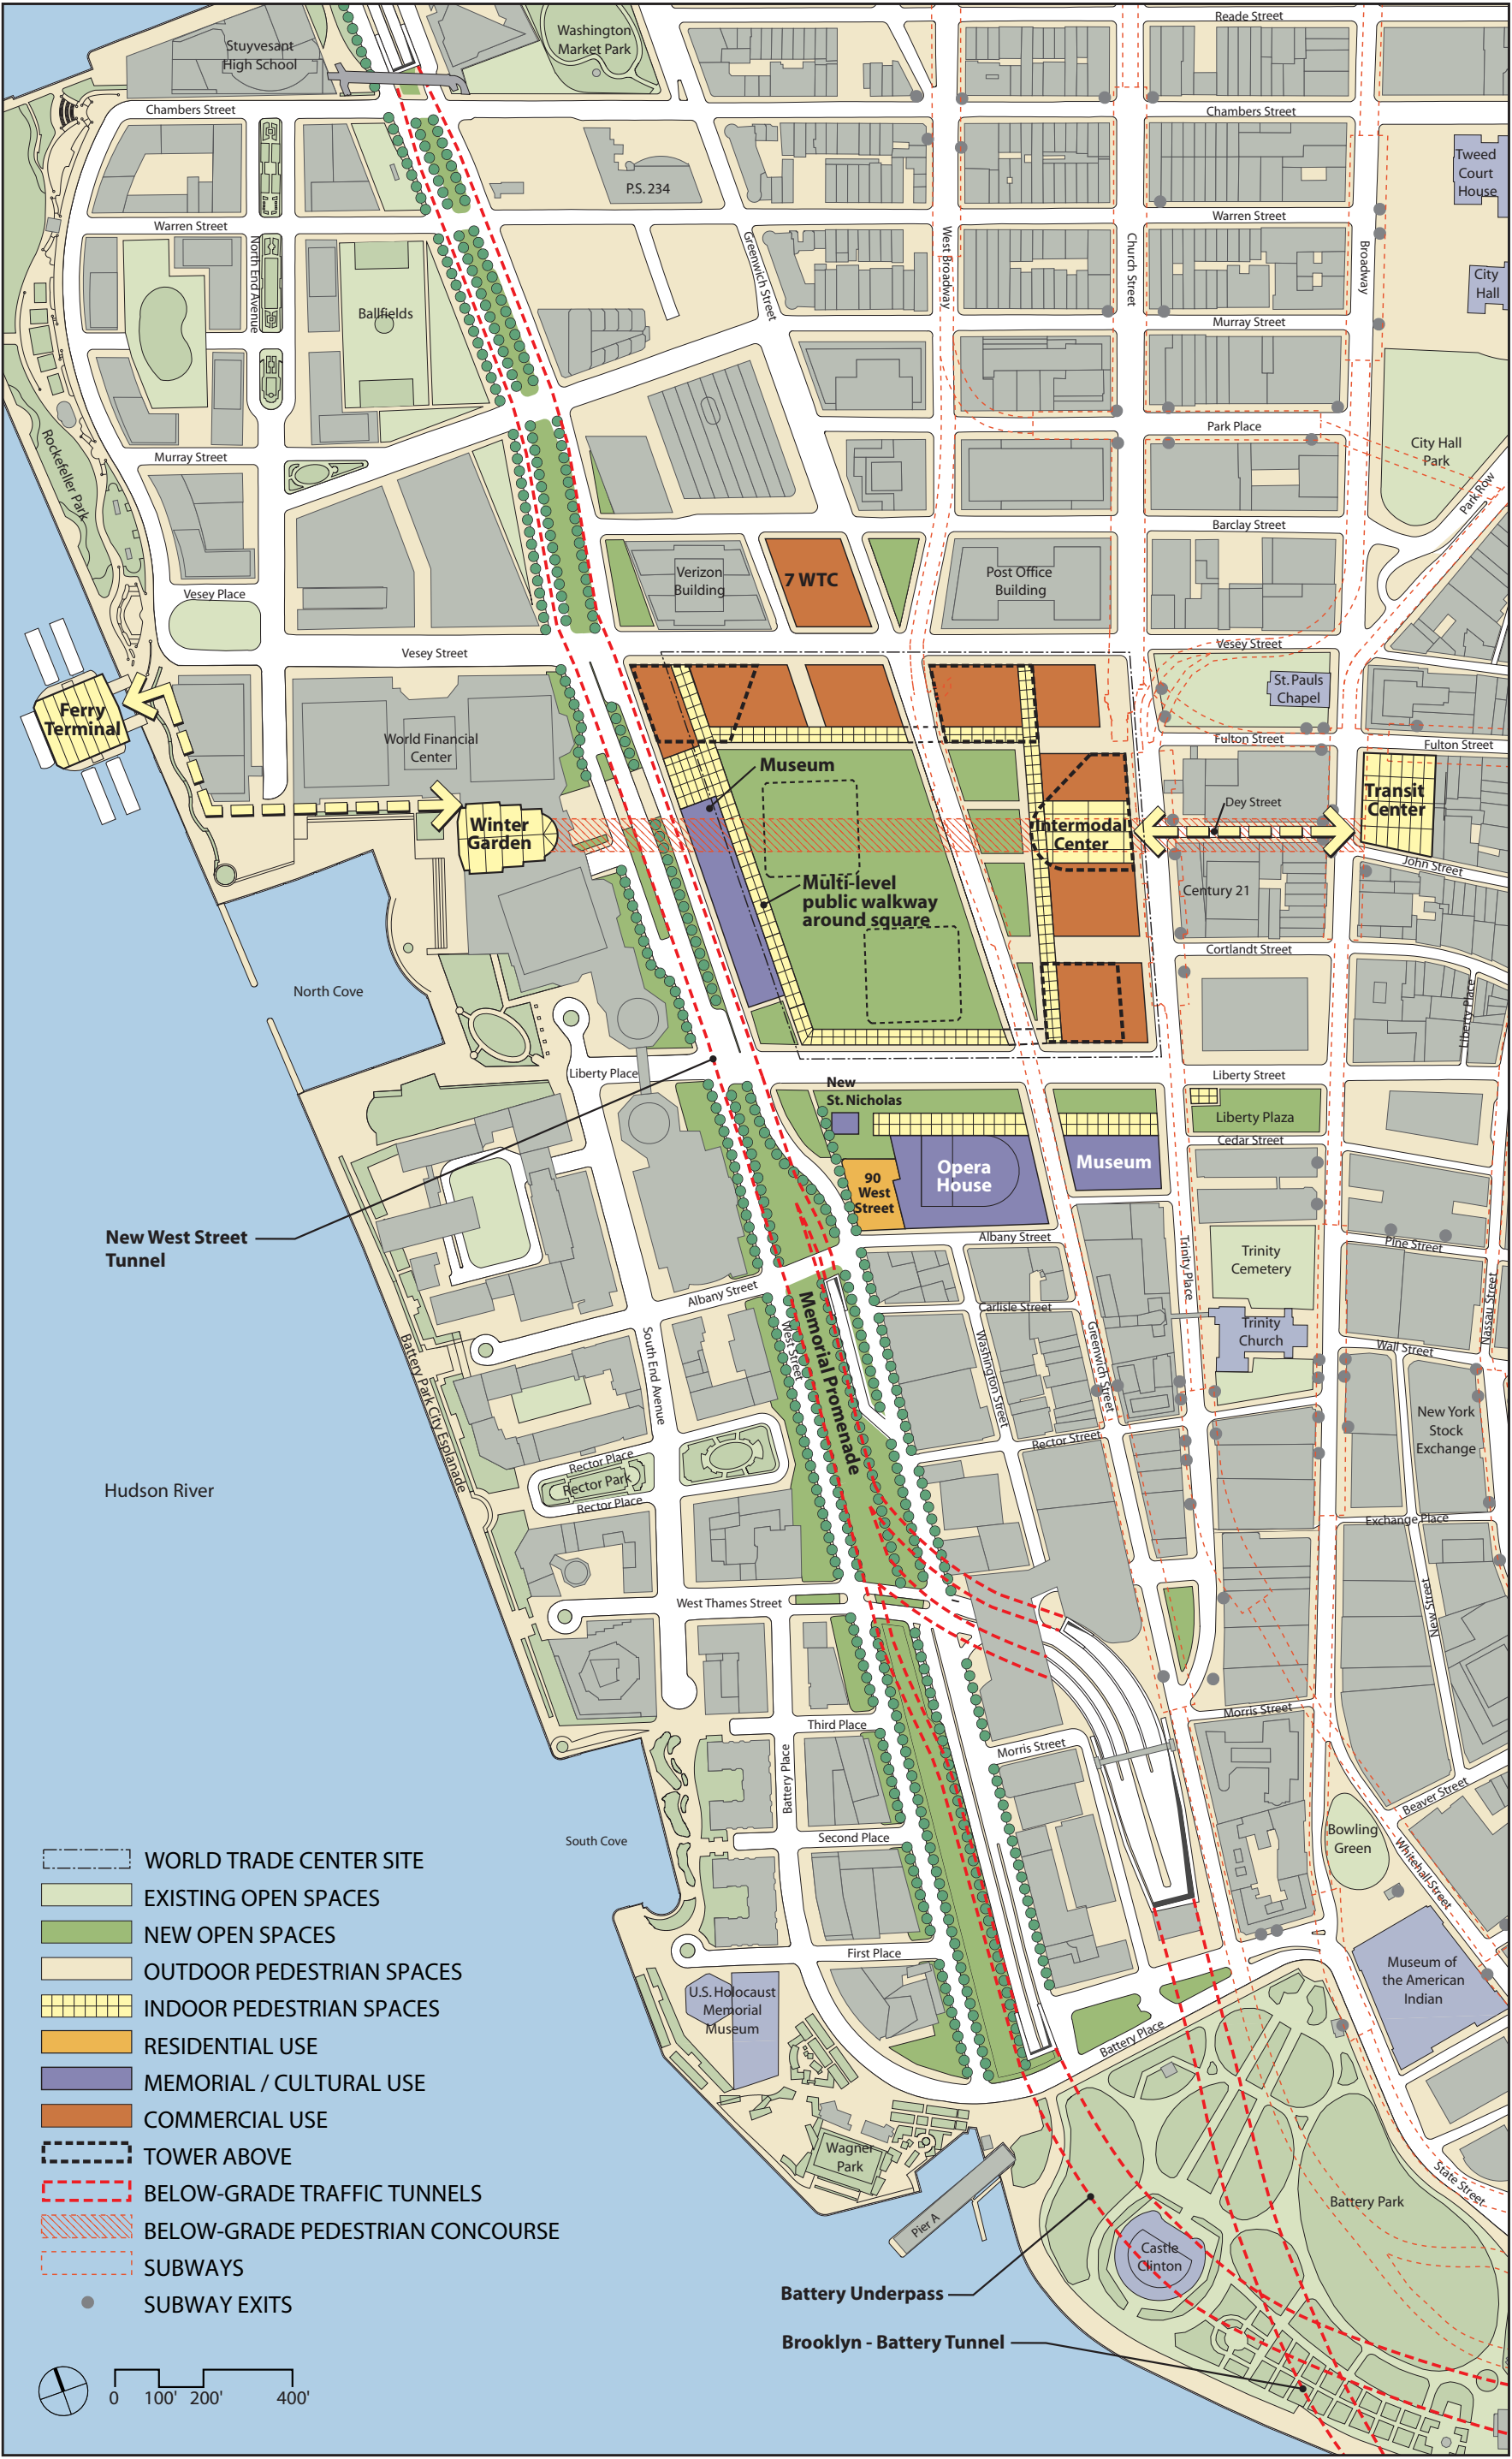 Reade Street
Stuyvesant
High School
Washington
Market Park
Chambers Street
Chambers Street
Tweed
Court
House
P.S. 234
Warren Street
Warren Street
North End Avenue
Greenwich Street
West Broadway
Church Street
Broadway
City
Hall
Ballfields
Murray Street
Park Place
City Hall
Park
Rockefeller Park
Murray Street
Park Row
Barclay Street
Verizon
Building
7 WTC
Post Office
Building
Vesey Place
Vesey Street
Vesey Street
St. Pauls
Chapel
Ferry
Terminal
World Financial
Center
Fulton Street
Fulton Street
Museum
Transit
Center
Dey Street
Winter
Garden
Intermodal
Center
John Street
Multi-level
public walkway
around square
Century 21
Cortlandt Street
North Cove
Liberty Place
Liberty Place
Liberty Street
New
St. Nicholas
Liberty Plaza
Cedar Street
Opera
House
Museum
90
West
Street
New West Street
Tunnel
Albany Street
Trinity Place
Trinity
Cemetery
Pine Street
Albany Street
Carlisle Street
Nassau Street
Memorial Promenade
West Street
South End Avenue
Washington Street
Greenwich Street
Trinity
Church
Wall Street
Battery Park City Esplanade
New York
Stock
Exchange
Rector Street
Rector Place
Rector Park
Rector Place
Hudson River
Exchange Place
West Thames Street
New Street
Morris Street
Third Place
Morris Street
Battery Place
Beaver Street
South Cove
Second Place
Bowling
Green
Whitehall Street
First Place
Museum of
the American
Indian
U.S. Holocaust
Memorial
Museum
Battery Place
Wagner
Park
State Street
Battery Park
Pier A
Castle
Clinton
Battery Underpass
Brooklyn - Battery Tunnel
WORLD TRADE CENTER SITE
EXISTING OPEN SPACES
NEW OPEN SPACES
OUTDOOR PEDESTRIAN SPACES
INDOOR PEDESTRIAN SPACES
RESIDENTIAL USE
MEMORIAL / CULTURAL USE
COMMERCIAL USE
TOWER ABOVE
BELOW-GRADE TRAFFIC TUNNELS
BELOW-GRADE PEDESTRIAN CONCOURSE
SUBWAYS
SUBWAY EXITS
0 100' 200' 400'